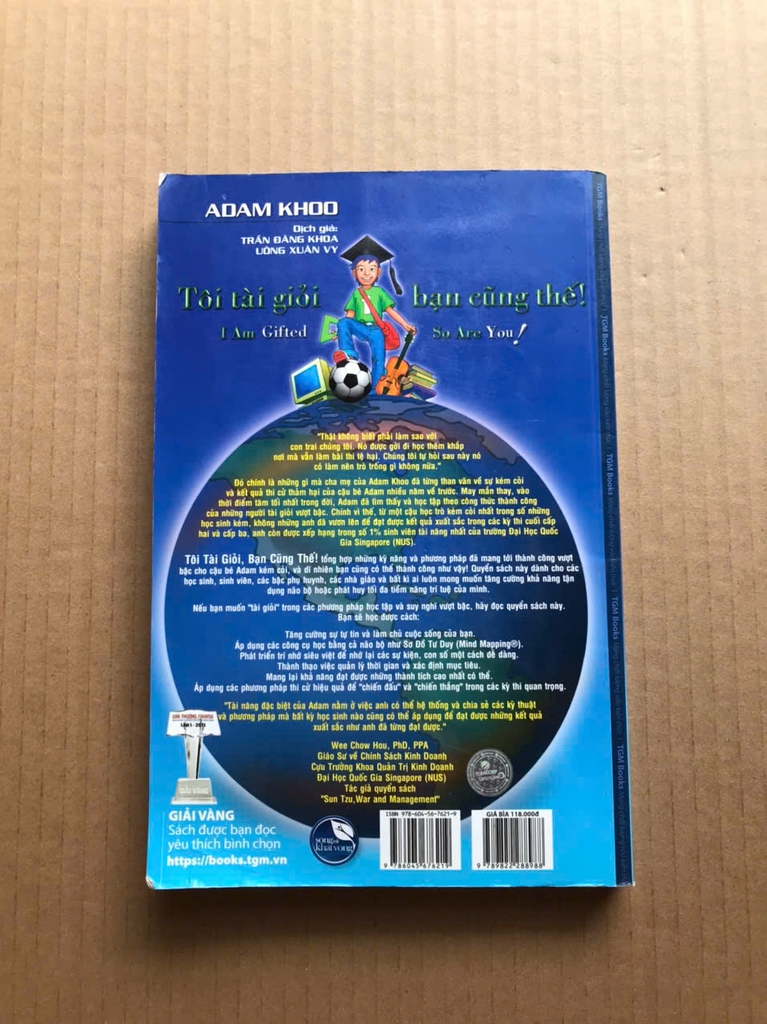 ADAM KHOO
Dịch giả:
TRẦN ĐĂNG KHOA
UÔNG XUÂN VY
Tôi tài giỏi bạn cũng thế!
I Am Gifted So Are You!
"Thật không biết phải làm sao với
con trai chúng tôi. Nó được gởi đi học thêm khắp
nơi mà vẫn làm bài thi tệ hại. Chúng tôi tự hỏi sau này nó
có làm nên trò trống gì không nữa."
Đó chính là những gì mà cha mẹ của Adam Khoo đã từng than vãn về sự kém cỏi
và kết quả thi cử thảm hại của cậu bé Adam nhiều năm về trước. May mắn thay, vào
thời điểm tăm tối nhất trong đời, Adam đã tìm thấy và học tập theo công thức thành công
của những người tài giỏi vượt bậc. Chính vì thế, từ một cậu học trò kém cỏi nhất trong số những
học sinh kém, không những anh đã vươn lên để đạt được kết quả xuất sắc trong các kỳ thi cuối cấp
hai và cấp ba, anh còn được xếp hạng trong số 1% sinh viên tài năng nhất của trường Đại Học Quốc
Gia Singapore (NUS).
Tôi Tài Giỏi, Bạn Cũng Thế! tổng hợp những kỹ năng và phương pháp đã mang tới thành công vượt
bậc cho cậu bé Adam kém cỏi, và dĩ nhiên bạn cũng có thể thành công như vậy! Quyển sách này dành cho các
học sinh, sinh viên, các bậc phụ huynh, các nhà giáo và bất kì ai luôn mong muốn tăng cường khả năng tận
dụng não bộ hoặc phát huy tối đa tiềm năng trí tuệ của mình.
Nếu bạn muốn "tài giỏi" trong các phương pháp học tập và suy nghĩ vượt bậc, hãy đọc quyển sách này.
Bạn sẽ học được cách:
Tăng cường sự tự tin và làm chủ cuộc sống của bạn.
Áp dụng các công cụ học bằng cả não bộ như Sơ Đồ Tư Duy (Mind Mapping®).
Phát triển trí nhớ siêu việt để nhớ lại các sự kiện, con số một cách dễ dàng.
Thành thạo việc quản lý thời gian và xác định mục tiêu.
Mang lại khả năng đạt được những thành tích cao nhất có thể.
Áp dụng các phương pháp thi cử hiệu quả để "chiến đấu" và "chiến thắng" trong các kỳ thi quan trọng.
"Tài năng đặc biệt của Adam nằm ở việc anh có thể hệ thống và chia sẻ các kỹ thuật
và phương pháp mà bất kỳ học sinh nào cũng có thể áp dụng để đạt được những kết quả
xuất sắc như anh đã từng đạt được."
Wee Chow Hou, PhD, PPA
Giáo Sư về Chính Sách Kinh Doanh
Cựu Trưởng Khoa Quản Trị Kinh Doanh
Đại Học Quốc Gia Singapore (NUS)
Tác giả quyển sách
"Sun Tzu,War and Management"
GIẢI VÀNG
GIẢI VÀNG
Sách được bạn đọc
yêu thích bình chọn
https://books.tgm.vn
sống khát vọng
ISBN 978-604-56-7621-9
9 786045 676219
GIÁ BÌA 118.000đ
9 789822 288988
TGM Books
TGM Books
TGM Books
TGM Books
TGM Books